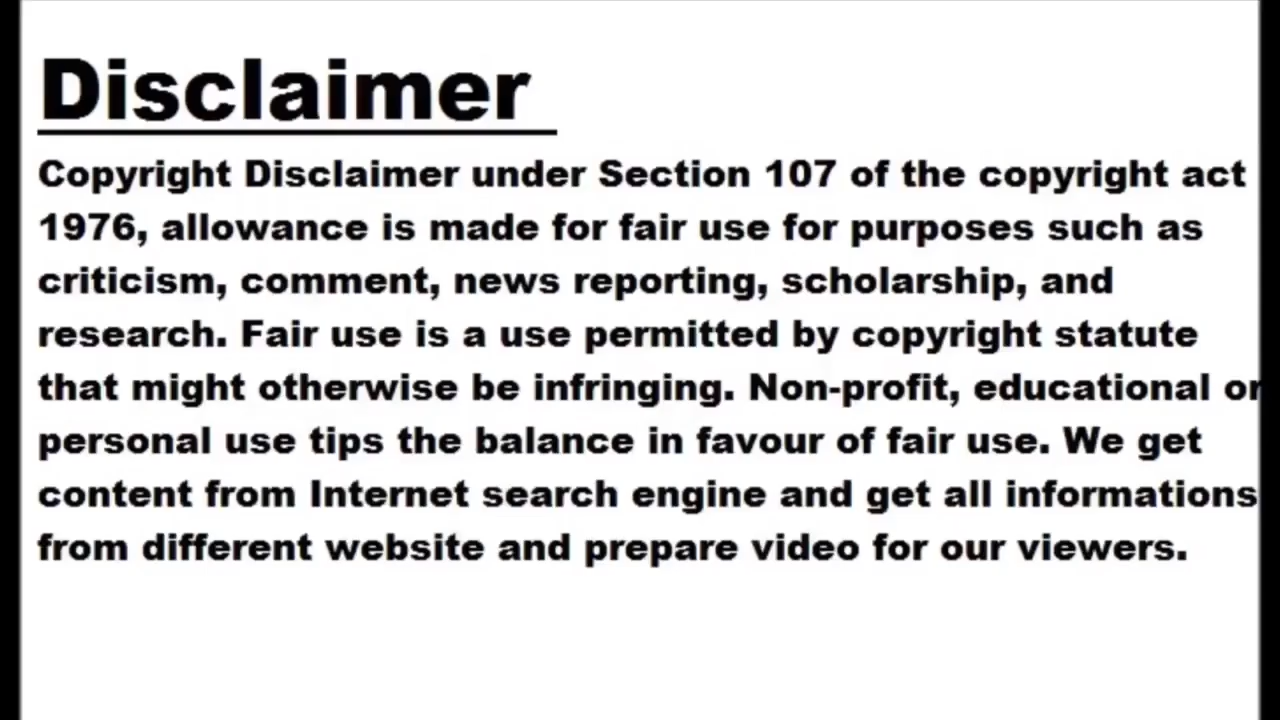 Disclaimer
Copyright Disclaimer under Section 107 of the copyright act
1976, allowance is made for fair use for purposes such as
criticism, comment, news reporting, scholarship, and
research. Fair use is a use permitted by copyright statute
that might otherwise be infringing. Non-profit, educational or
personal use tips the balance in favour of fair use. We get
content from Internet search engine and get all informations
from different website and prepare video for our viewers.